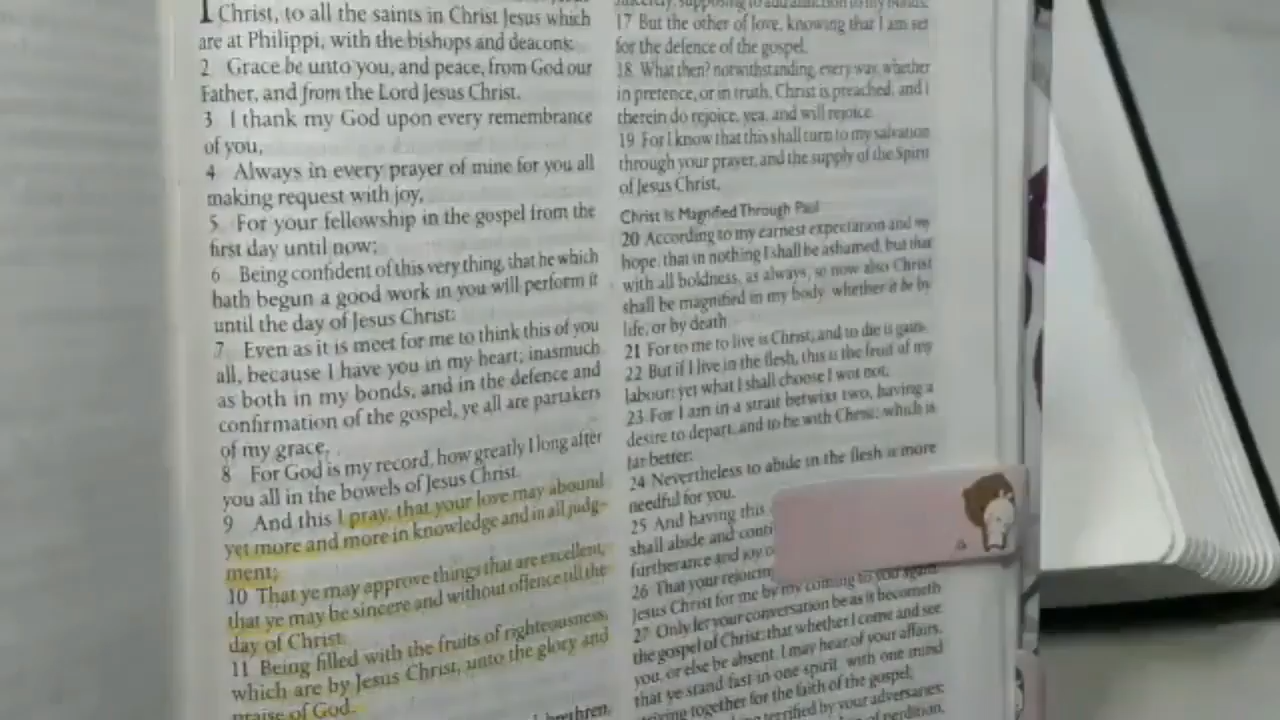 I Christ, to all the saints in Christ Jesus which
are at Philippi, with the bishops and deacons:
2 Grace be unto you, and peace, from God our
Father, and from the Lord Jesus Christ.
3 I thank my God upon every remembrance
of you,
4 Always in every prayer of mine for you all
making request with joy,
5 For your fellowship in the gospel from the
first day until now;
6 Being confident of this very thing, that he which
hath begun a good work in you will perform it
until the day of Jesus Christ:
7 Even as it is meet for me to think this of you
all, because I have you in my heart; inasmuch
as both in my bonds, and in the defence and
confirmation of the gospel, ye all are partakers
of my grace.
8 For God is my record, how greatly I long after
you all in the bowels of Jesus Christ.
9 And this I pray, that your love may abound
yet more and more in knowledge and in all judg-
ment;
10 That ye may approve things that are excellent;
that ye may be sincere and without offence till the
day of Christ.
11 Being filled with the fruits of righteousness,
which are by Jesus Christ, unto the glory and
praise of God.
brethren,
17 But the other of love, knowing that I am set
for the defence of the gospel.
18 What then? notwithstanding, every way, whether
in pretence, or in truth, Christ is preached; and I
therein do rejoice, yea, and will rejoice.
19 For I know that this shall turn to my salvation
through your prayer, and the supply of the Spirit
of Jesus Christ,
Christ Is Magnified Through Paul
20 According to my earnest expectation and my
hope, that in nothing I shall be ashamed, but that
with all boldness, as always, so now also Christ
shall be magnified in my body, whether it be by
life, or by death.
21 For to me to live is Christ, and to die is gain.
22 But if I live in the flesh, this is the fruit of my
labour: yet what I shall choose I wot not.
23 For I am in a strait betwixt two, having a
desire to depart, and to be with Christ; which is
far better:
24 Nevertheless to abide in the flesh is more
needful for you.
25 And having this
shall abide and conti
furtherance and joy o
26 That your rejoicin
Jesus Christ for me by my coming to you again.
27 Only let your conversation be as it becometh
the gospel of Christ: that whether I come and see
you, or else be absent, I may hear of your affairs,
that ye stand fast in one spirit, with one mind
striving together for the faith of the gospel;
terrified by your adversaries:
of perdition,